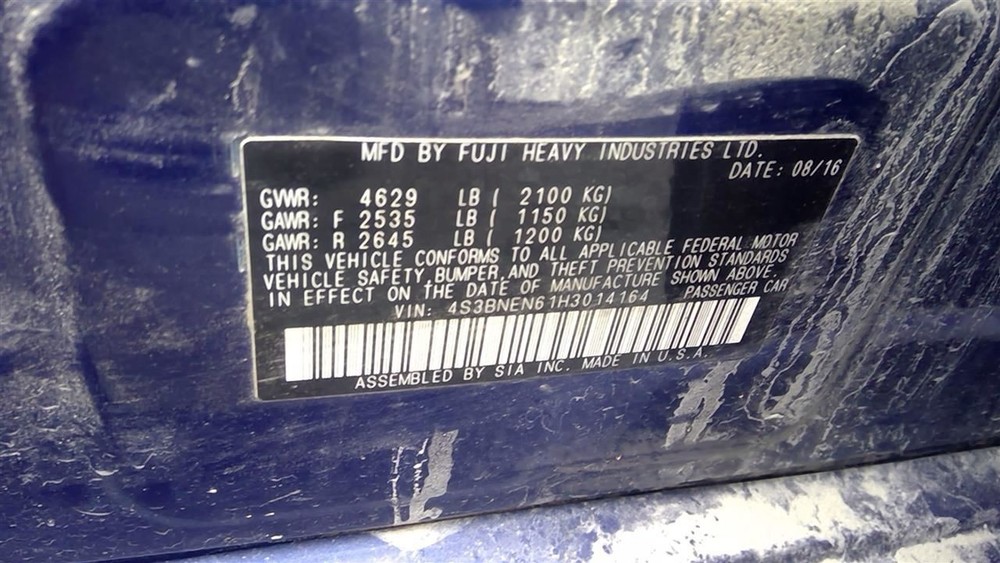 MFD BY FUJI HEAVY INDUSTRIES LTD.
DATE: 08/16
GVWR: 4629 LB ( 2100 KG)
GAWR: F 2535 LB ( 1150 KG)
GAWR: R 2645 LB ( 1200 KG)
THIS VEHICLE CONFORMS TO ALL APPLICABLE FEDERAL MOTOR
VEHICLE SAFETY, BUMPER, AND THEFT PREVENTION STANDARDS
IN EFFECT ON THE DATE OF MANUFACTURE SHOWN ABOVE.
VIN: 4S3BNEN61H3014164 PASSENGER CAR
ASSEMBLED BY SIA INC. MADE IN U.S.A.